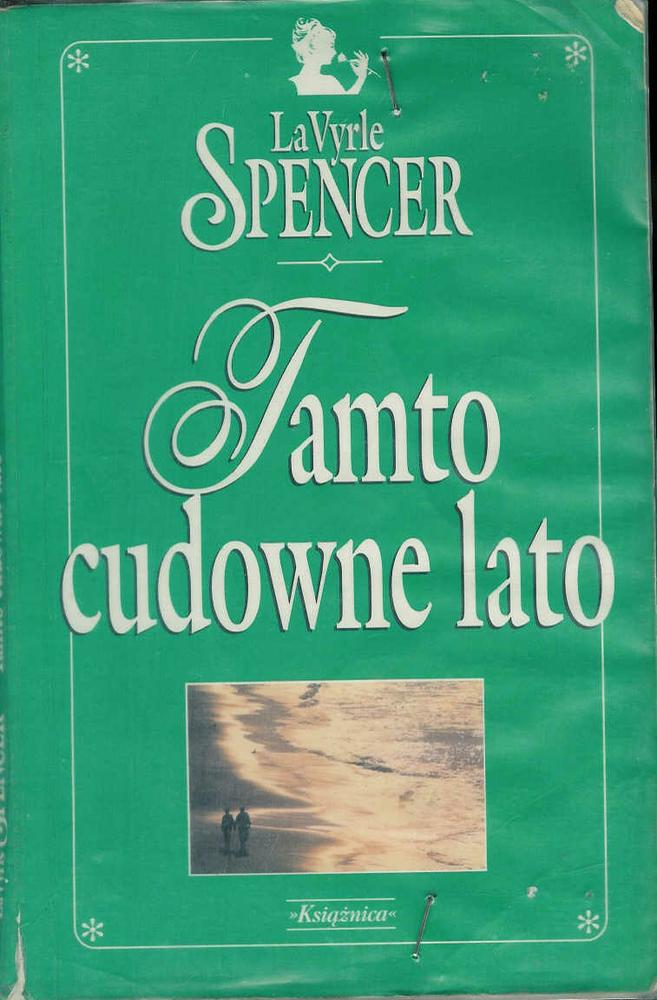 LaVyrle
SPENCER
Tamto
cudowne lato
»Książnica«